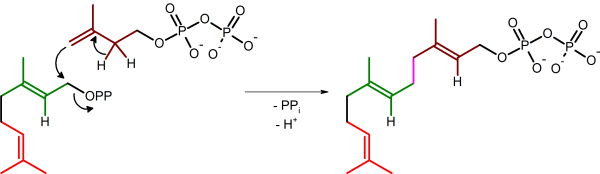 O O
O
P P
O O⁻ O⁻ O⁻
H H
OPP
H
- PPᵢ
- H⁺
O O
O
P P
O O⁻ O⁻ O⁻
H
H